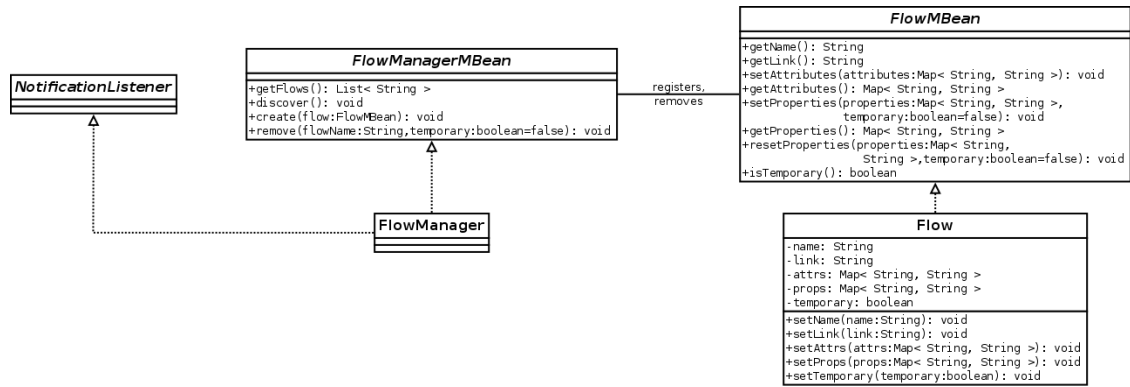 NotificationListener
FlowManagerMBean
+getFlows(): List< String >
+discover(): void
+create(flow:FlowMBean): void
+remove(flowName:String,temporary:boolean=false): void
FlowManager
registers,
removes
FlowMBean
+getName(): String
+getLink(): String
+setAttributes(attributes:Map< String, String >): void
+getAttributes(): Map< String, String >
+setProperties(properties:Map< String, String >,
temporary:boolean=false): void
+getProperties(): Map< String, String >
+resetProperties(properties:Map< String,
String >,temporary:boolean=false): void
+isTemporary(): boolean
Flow
-name: String
-link: String
-attrs: Map< String, String >
-props: Map< String, String >
-temporary: boolean
+setName(name:String): void
+setLink(link:String): void
+setAttrs(attrs:Map< String, String >): void
+setProps(props:Map< String, String >): void
+setTemporary(temporary:boolean): void